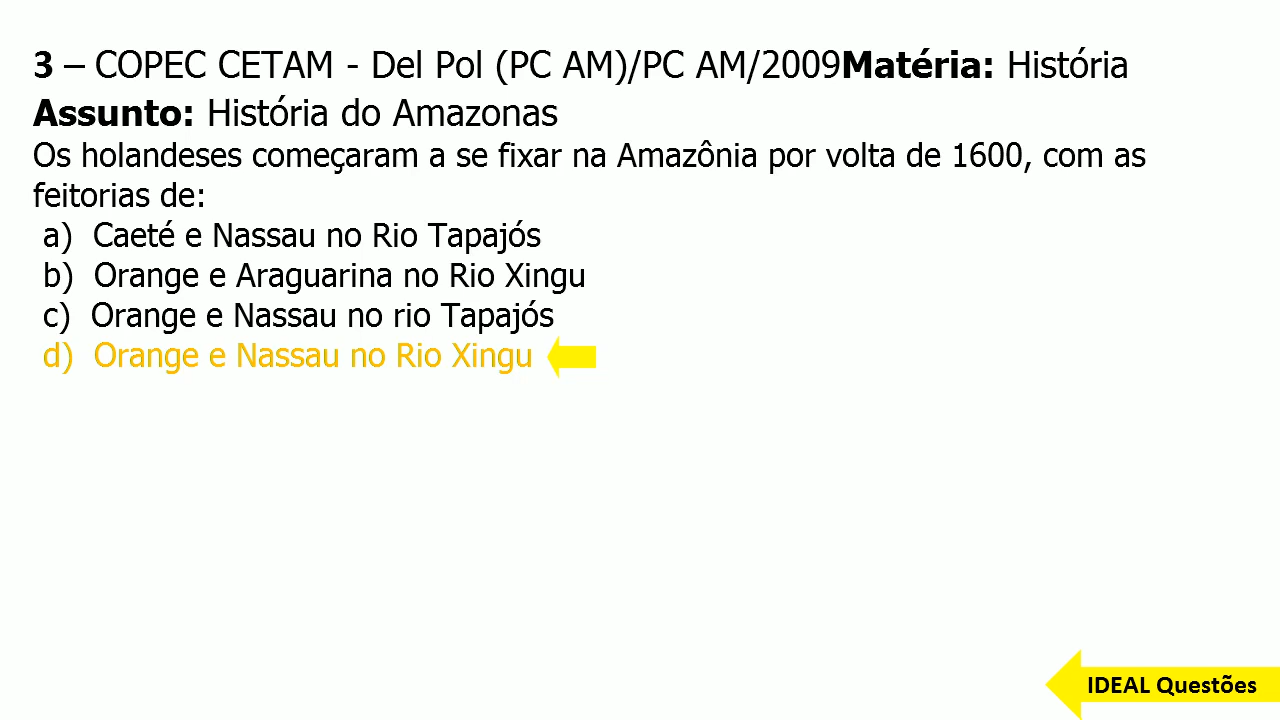 3 – COPEC CETAM - Del Pol (PC AM)/PC AM/2009Matéria: História
Assunto: História do Amazonas
Os holandeses começaram a se fixar na Amazônia por volta de 1600, com as
feitorias de:
a) Caeté e Nassau no Rio Tapajós
b) Orange e Araguarina no Rio Xingu
c) Orange e Nassau no rio Tapajós
d) Orange e Nassau no Rio Xingu
IDEAL Questões